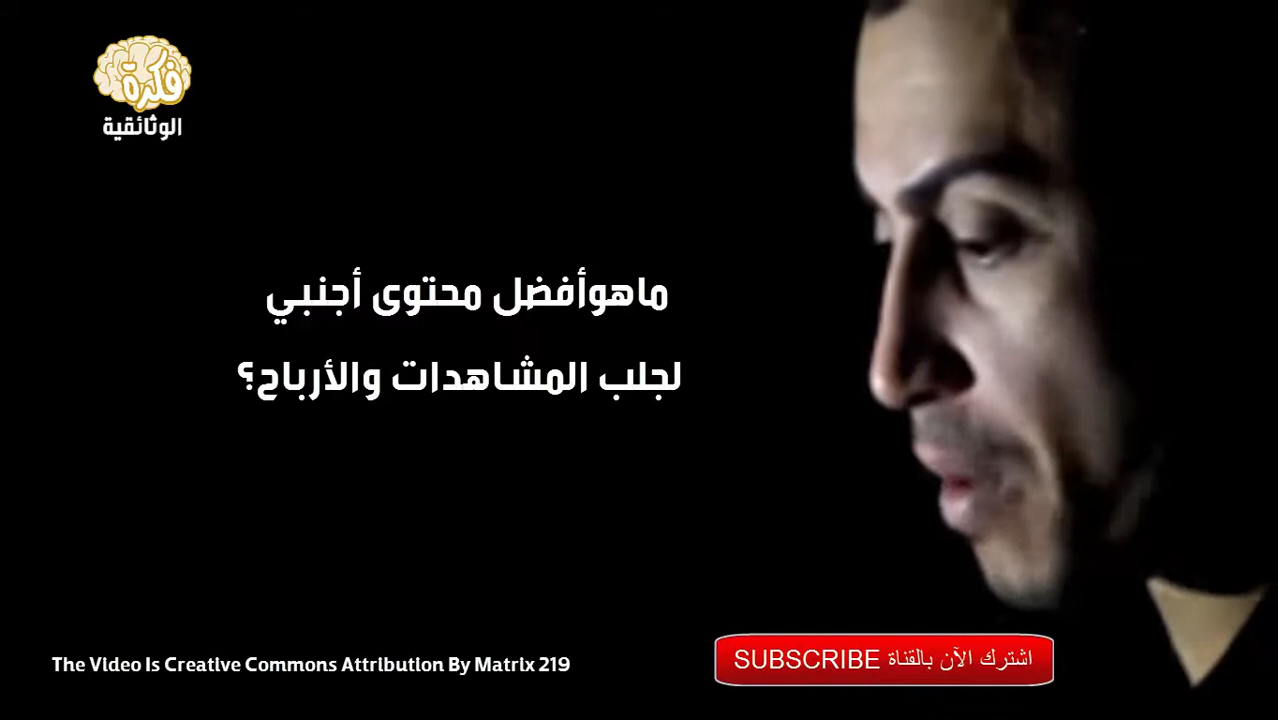 فكرة
الوثائقية
ماهوأفضل محتوى أجنبي
لجلب المشاهدات والأرباح؟
The Video Is Creative Commons Attribution By Matrix 219
SUBSCRIBE اشترك الآن بالقناة